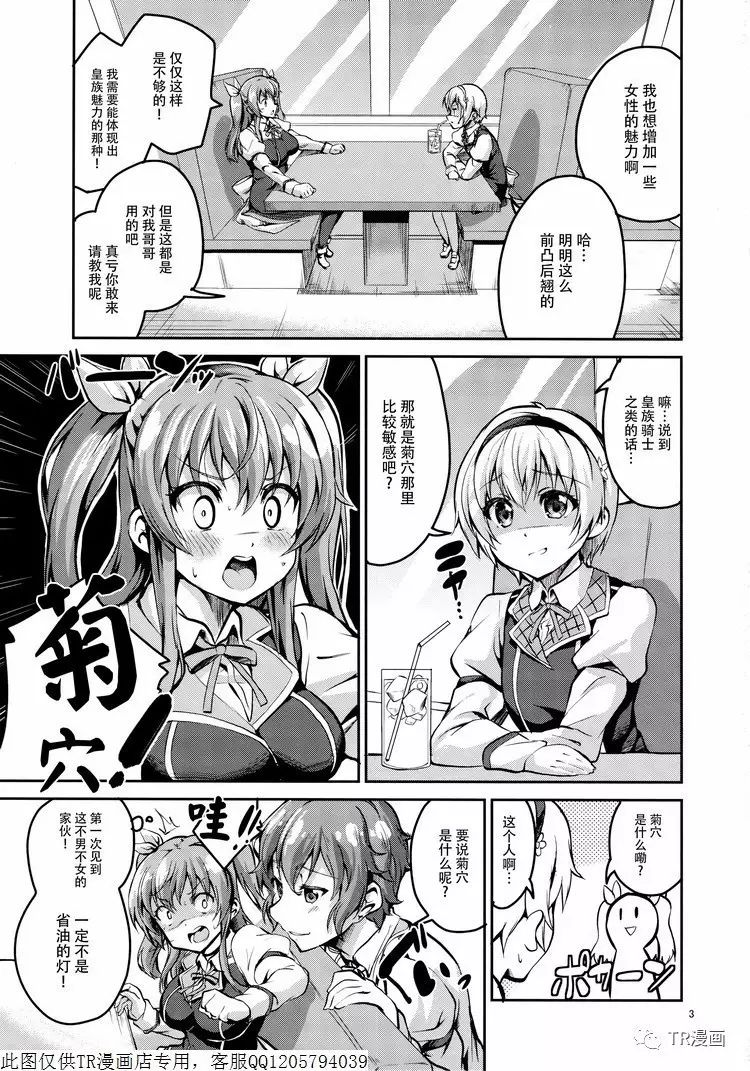 我也想增加一些
女性的魅力啊
哈…
明明这么
前凸后翘的
仅仅这样
是不够的！
我需要能体现出
皇族魅力的那种！
但是这都是
对我哥哥
用的吧
真亏你敢来
请教我呢
嘛…说到
皇族骑士
之类的话…
那就是菊穴那里
比较敏感吧？
菊
穴！
菊穴
是什么嘞？
这个人啊…
ポカーン
要说菊穴
是什么呢？
哇!!
第一次见到
这不男不女的
家伙！
一定不是
省油的灯！
3
TR漫画
此图仅供TR漫画店专用，客服QQ1205794039